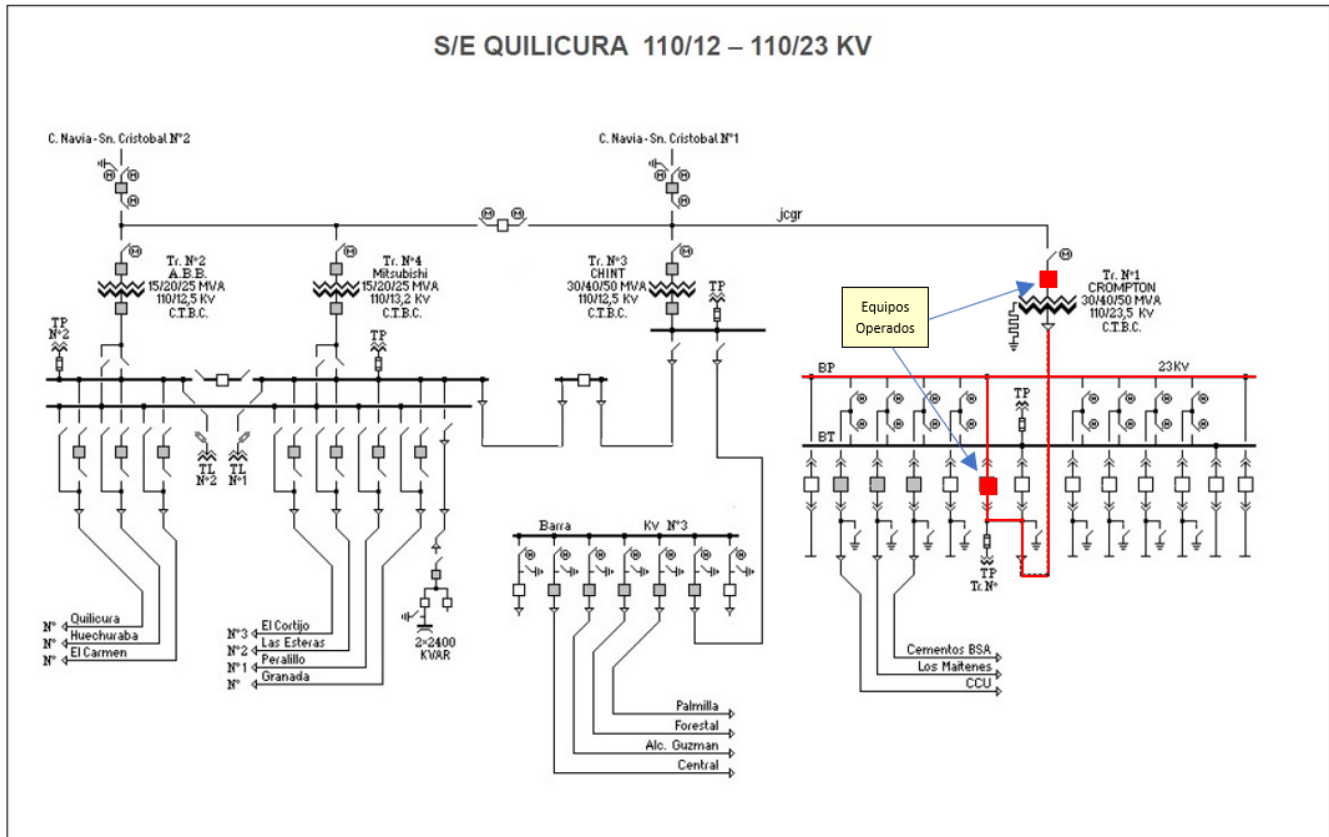 S/E QUILICURA 110/12 – 110/23 KV
C. Navia - Sn. Cristobal N°2
C. Navia - Sn. Cristobal N°1
M
M
M
M
M
M
jcgr
M
M
M
Tr. N°2
A.B.B.
15/20/25 MVA
110/12,5 Kv
C.T.B.C.
Tr. N°4
Mitsubishi
15/20/25 MVA
110/13,2 Kv
C.T.B.C.
Tr. N°3
CHINT
30/40/50 MVA
110/12,5 Kv
C.T.B.C.
TP
Equipos
Operados
Tr. N°1
CROMPTON
30/40/50 MVA
110/23,5 Kv
C.T.B.C.
TP
N°2
TP
BP
23Kv
TP
BT
TL
N°2
TL
N°1
Barra Kv N°3
TP
Tr. N°
2×2400
KVAR
N° Quilicura
N° Huechuraba
N° El Carmen
N°3 El Cortijo
N°2 Las Esteras
N°1 Peralillo
N° Granada
Cementos BSA
Los Maitenes
CCU
Palmilla
Forestal
Alc. Guzman
Central